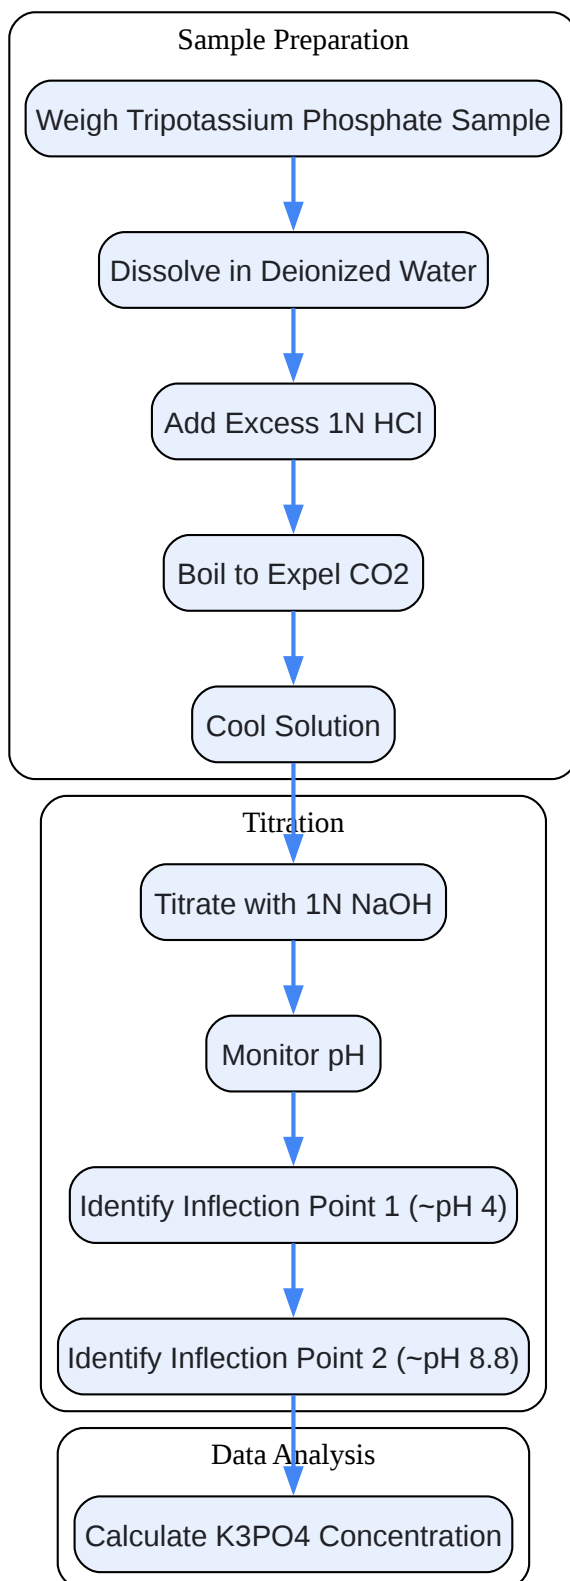 Sample Preparation
Weigh Tripotassium Phosphate Sample
Dissolve in Deionized Water
Add Excess 1N HCl
Boil to Expel CO2
Cool Solution
Titration
Titrate with 1N NaOH
Monitor pH
Identify Inflection Point 1 (~pH 4)
Identify Inflection Point 2 (~pH 8.8)
Data Analysis
Calculate K3PO4 Concentration